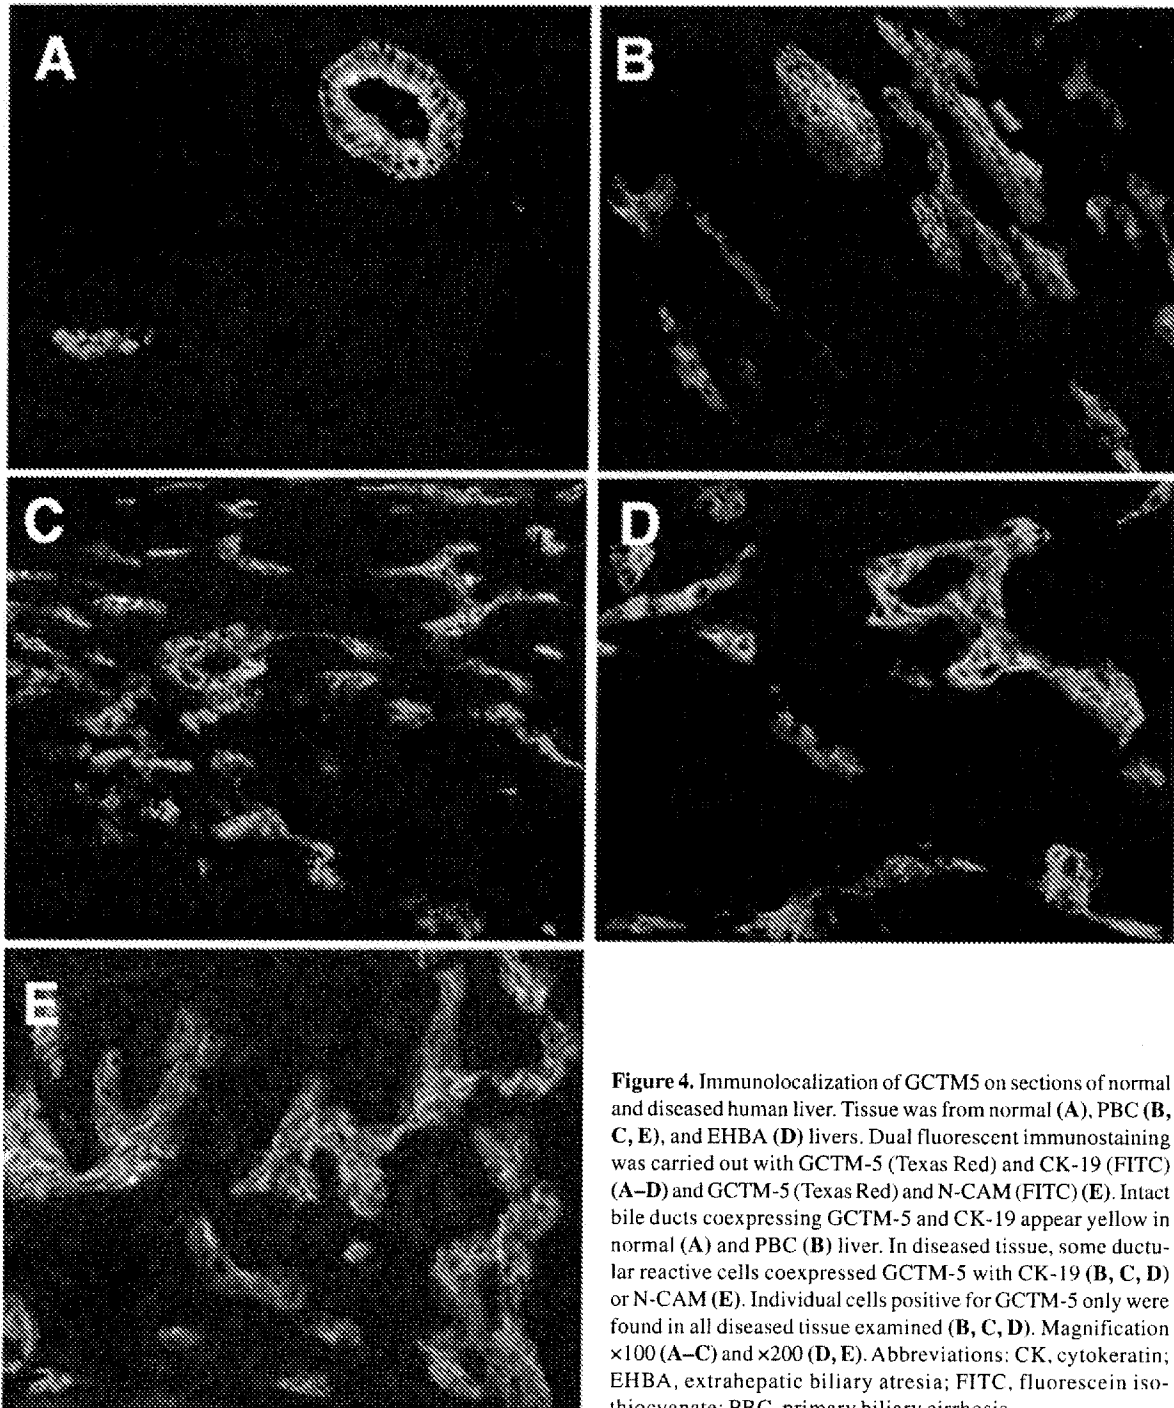 A
B
C
D
E
Figure 4. Immunolocalization of GCTM5 on sections of normal
and diseased human liver. Tissue was from normal (A), PBC (B,
C, E), and EHBA (D) livers. Dual fluorescent immunostaining
was carried out with GCTM-5 (Texas Red) and CK-19 (FITC)
(A–D) and GCTM-5 (Texas Red) and N-CAM (FITC) (E). Intact
bile ducts coexpressing GCTM-5 and CK-19 appear yellow in
normal (A) and PBC (B) liver. In diseased tissue, some ductu-
lar reactive cells coexpressed GCTM-5 with CK-19 (B, C, D)
or N-CAM (E). Individual cells positive for GCTM-5 only were
found in all diseased tissue examined (B, C, D). Magnification
×100 (A–C) and ×200 (D, E). Abbreviations: CK, cytokeratin;
EHBA, extrahepatic biliary atresia; FITC, fluorescein iso-
thiocyanate; PBC, primary biliary cirrhosis